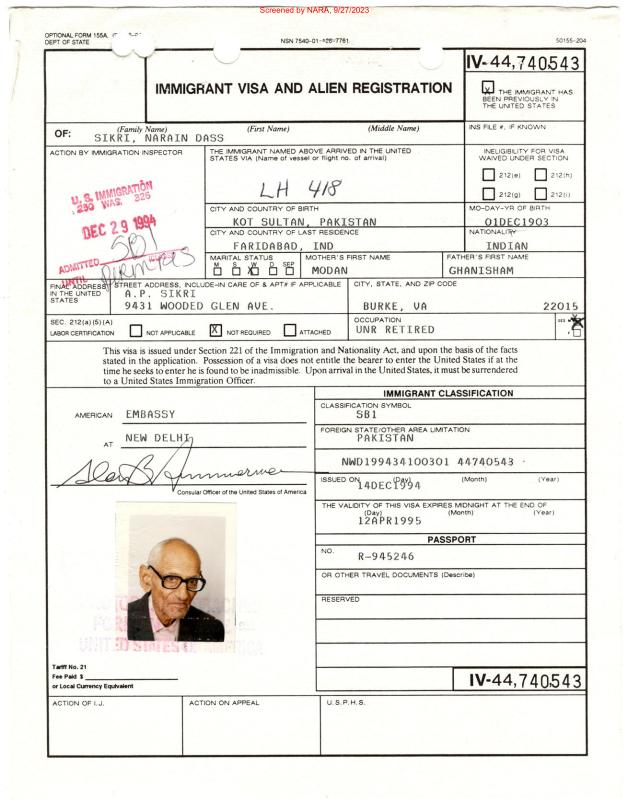 Screened by NARA, 9/27/2023
OPTIONAL FORM 155A,
DEPT OF STATE
NSN 7540-01-
50155-204
IV-44,740543
IMMIGRANT VISA AND ALIEN REGISTRATION
X THE IMMIGRANT HAS
BEEN PREVIOUSLY IN
THE UNITED STATES
OF: (Family Name) (First Name) (Middle Name)
SIKRI, NARAIN DASS
INS FILE #, IF KNOWN
ACTION BY IMMIGRATION INSPECTOR
U.S. IMMIGRATION
250 WAS. 326
DEC 29 1994
SB1
ADMITTED
UNTIL
THE IMMIGRANT NAMED ABOVE ARRIVED IN THE UNITED
STATES VIA (Name of vessel or flight no. of arrival)
LH 418
INELIGIBILITY FOR VISA
WAIVED UNDER SECTION
212(e) 212(h)
212(g) 212(i)
CITY AND COUNTRY OF BIRTH
KOT SULTAN, PAKISTAN
MO-DAY-YR OF BIRTH
01DEC1903
CITY AND COUNTRY OF LAST RESIDENCE
FARIDABAD, IND
NATIONALITY
INDIAN
MARITAL STATUS
M S W D SEP
X
MOTHER'S FIRST NAME
MODAN
FATHER'S FIRST NAME
GHANISHAM
FINAL ADDRESS
IN THE UNITED
STATES
STREET ADDRESS, INCLUDE-IN CARE OF & APT# IF APPLICABLE
A.P. SIKRI
9431 WOODED GLEN AVE.
CITY, STATE, AND ZIP CODE
BURKE, VA 22015
SEC. 212(a)(5)(A)
LABOR CERTIFICATION
NOT APPLICABLE X NOT REQUIRED ATTACHED
OCCUPATION
UNR RETIRED
SEX
F
This visa is issued under Section 221 of the Immigration and Nationality Act, and upon the basis of the facts
stated in the application. Possession of a visa does not entitle the bearer to enter the United States if at the
time he seeks to enter he is found to be inadmissible. Upon arrival in the United States, it must be surrendered
to a United States Immigration Officer.
AMERICAN EMBASSY
AT NEW DELHI
Consular Officer of the United States of America
IMMIGRANT CLASSIFICATION
CLASSIFICATION SYMBOL
SB1
FOREIGN STATE/OTHER AREA LIMITATION
PAKISTAN
NWD199434100301 44740543
ISSUED ON (Day) (Month) (Year)
14DEC1994
THE VALIDITY OF THIS VISA EXPIRES MIDNIGHT AT THE END OF
(Day) (Month) (Year)
12APR1995
PASSPORT
NO.
R-945246
OR OTHER TRAVEL DOCUMENTS (Describe)
RESERVED
UNITED STATES OF AMERICA
Tariff No. 21
Fee Paid $
or Local Currency Equivalent
IV-44,740543
ACTION OF I.J.
ACTION ON APPEAL
U.S.P.H.S.